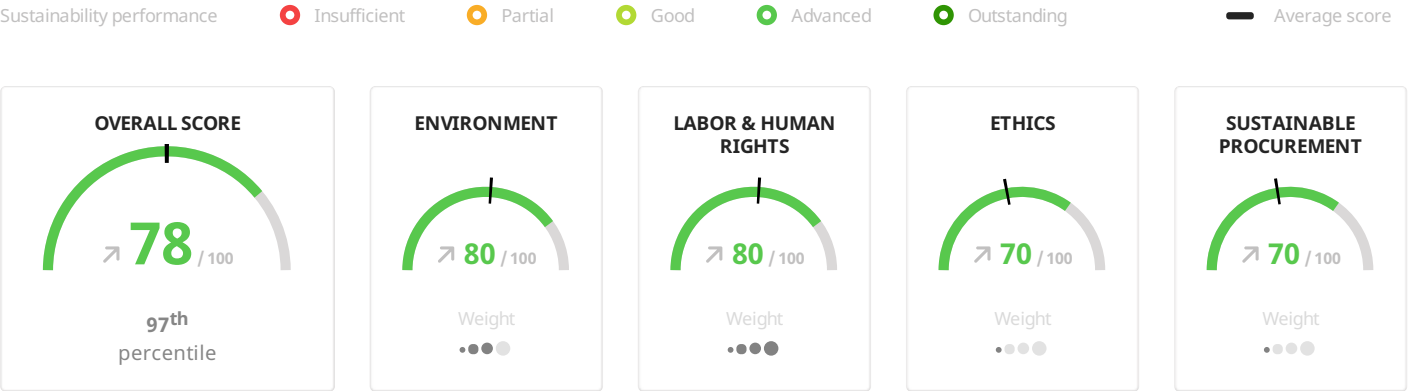 Sustainability performance
Insufficient
Partial
Good
Advanced
Outstanding
Average score
OVERALL SCORE
78 / 100
97th
percentile
ENVIRONMENT
80 / 100
Weight
LABOR & HUMAN
RIGHTS
80 / 100
Weight
ETHICS
70 / 100
Weight
SUSTAINABLE
PROCUREMENT
70 / 100
Weight